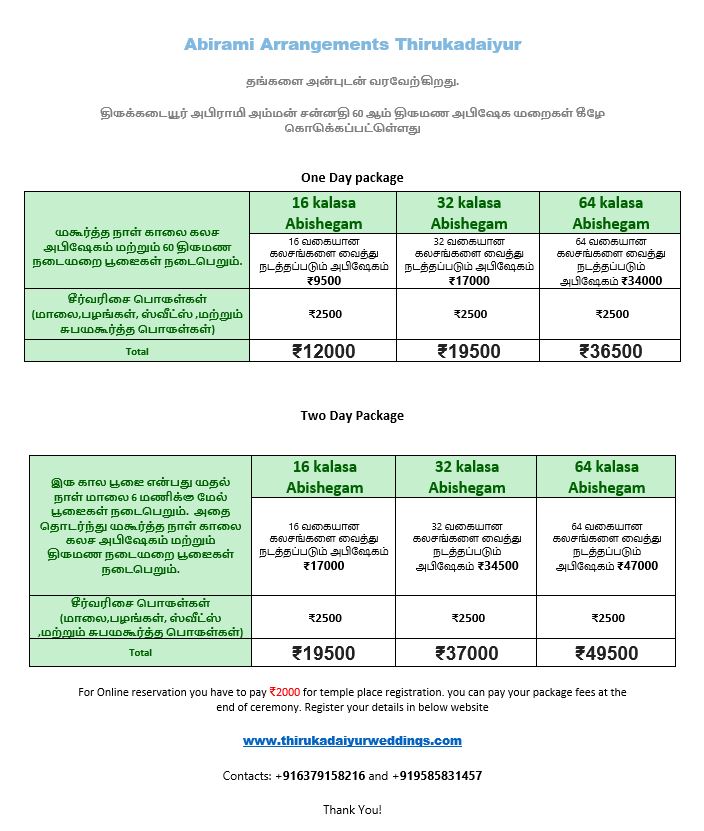 Abirami Arrangements Thirukadaiyur
தங்களை அன்புடன் வரவேற்கிறது.
திருக்கடையூர் அபிராமி அம்மன் சன்னதி 60 ஆம் திருமண அபிஷேக முறைகள் கீழே
கொடுக்கப்பட்டுள்ளது
One Day package
முகூர்த்த நாள் காலை கலச
அபிஷேகம் மற்றும் 60 திருமண
நடைமுறை பூஜைகள் நடைபெறும்.
16 kalasa
Abishegam
32 kalasa
Abishegam
64 kalasa
Abishegam
16 வகையான
கலசங்களை வைத்து
நடத்தப்படும் அபிஷேகம்
₹9500
32 வகையான
கலசங்களை வைத்து
நடத்தப்படும் அபிஷேகம்
₹17000
64 வகையான
கலசங்களை வைத்து
நடத்தப்படும்
அபிஷேகம் ₹34000
சீர்வரிசை பொருள்கள்
(மாலை,பழங்கள், ஸ்வீட்ஸ் ,மற்றும்
சுபமுகூர்த்த பொருள்கள்)
₹2500
₹2500
₹2500
Total
₹12000
₹19500
₹36500
Two Day Package
இரு கால பூஜை என்பது முதல்
நாள் மாலை 6 மணிக்கு மேல்
பூஜைகள் நடைபெறும். அதை
தொடர்ந்து முகூர்த்த நாள் காலை
கலச அபிஷேகம் மற்றும்
திருமண நடைமுறை பூஜைகள்
நடைபெறும்.
16 kalasa
Abishegam
32 kalasa
Abishegam
64 kalasa
Abishegam
16 வகையான
கலசங்களை வைத்து
நடத்தப்படும் அபிஷேகம்
₹17000
32 வகையான
கலசங்களை வைத்து
நடத்தப்படும்
அபிஷேகம் ₹34500
64 வகையான
கலசங்களை வைத்து
நடத்தப்படும்
அபிஷேகம் ₹47000
சீர்வரிசை பொருள்கள்
(மாலை,பழங்கள், ஸ்வீட்ஸ்
,மற்றும் சுபமுகூர்த்த பொருள்கள்)
₹2500
₹2500
₹2500
Total
₹19500
₹37000
₹49500
For Online reservation you have to pay ₹2000 for temple place registration. you can pay your package fees at the
end of ceremony. Register your details in below website
www.thirukadaiyurweddings.com
Contacts: +916379158216 and +919585831457
Thank You!